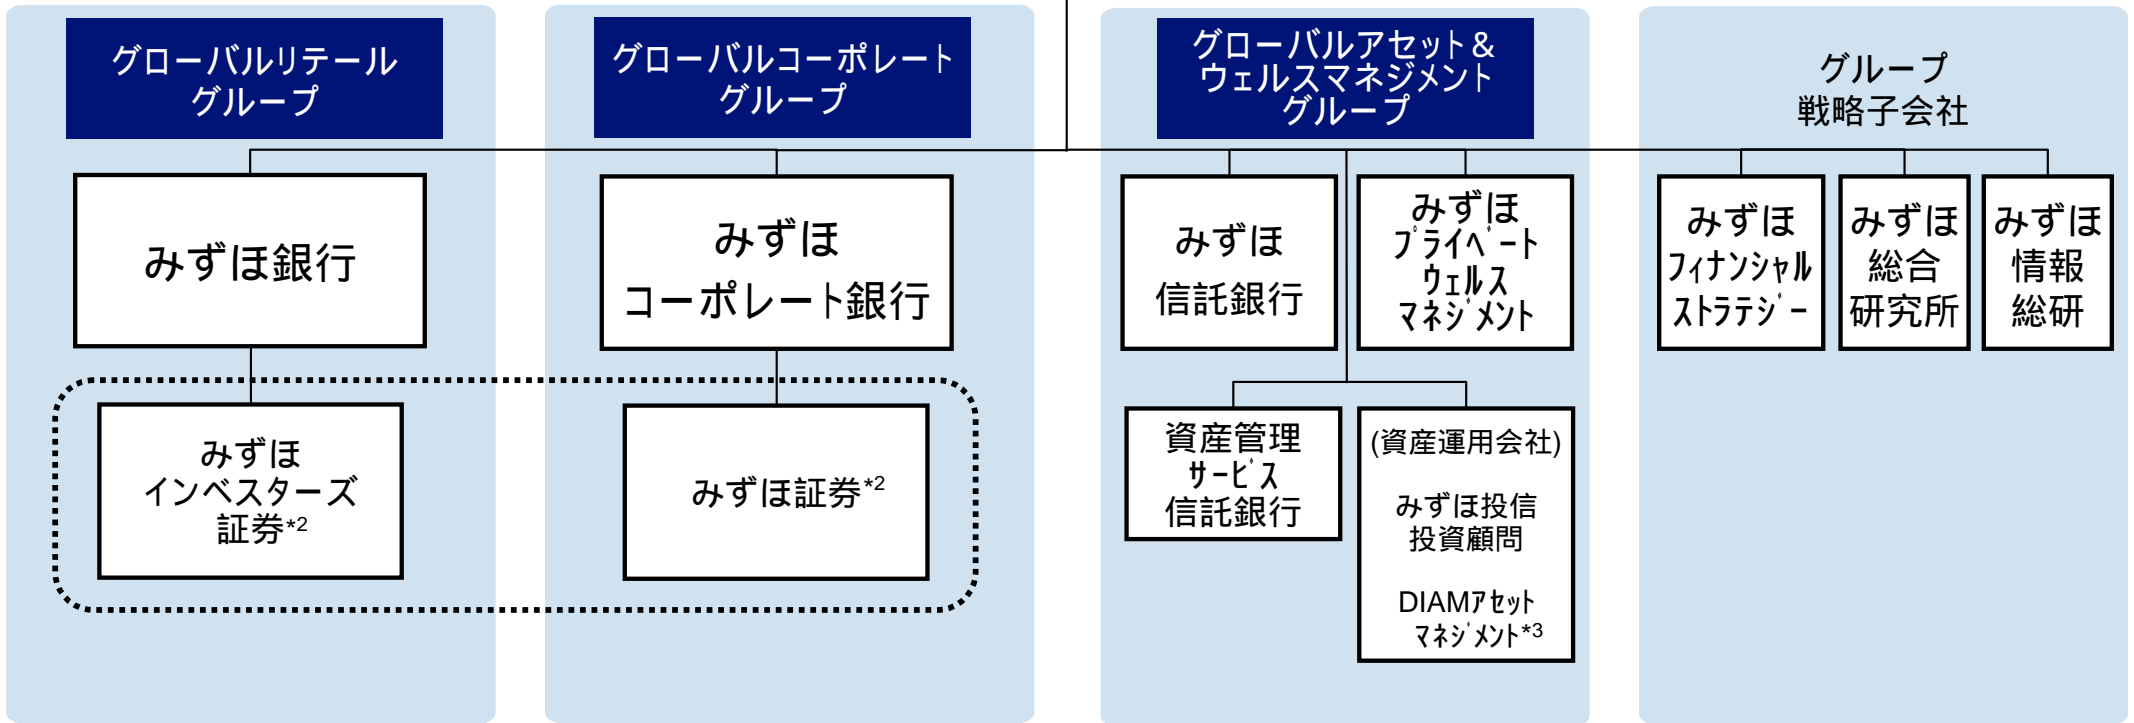 グローバルリテール
グループ
グローバルコーポレート
グループ
グローバルアセット＆
ウェルスマネジメント
グループ
グループ
戦略子会社
みずほ銀行
みずほ
コーポレート銀行
みずほ
信託銀行
みずほ
ﾌﾟﾗｲﾍﾞｰﾄ
ｳｪﾙｽ
ﾏﾈｼﾞﾒﾝﾄ
みずほ
ﾌｨﾅﾝｼｬﾙ
ｽﾄﾗﾃｼﾞｰ
みずほ
総合
研究所
みずほ
情報
総研
みずほ
インベスターズ
証券*2
みずほ証券*2
資産管理
ｻｰﾋﾞｽ
信託銀行
(資産運用会社)
みずほ投信
投資顧問
DIAMｱｾｯﾄ
ﾏﾈｼﾞﾒﾝﾄ*3